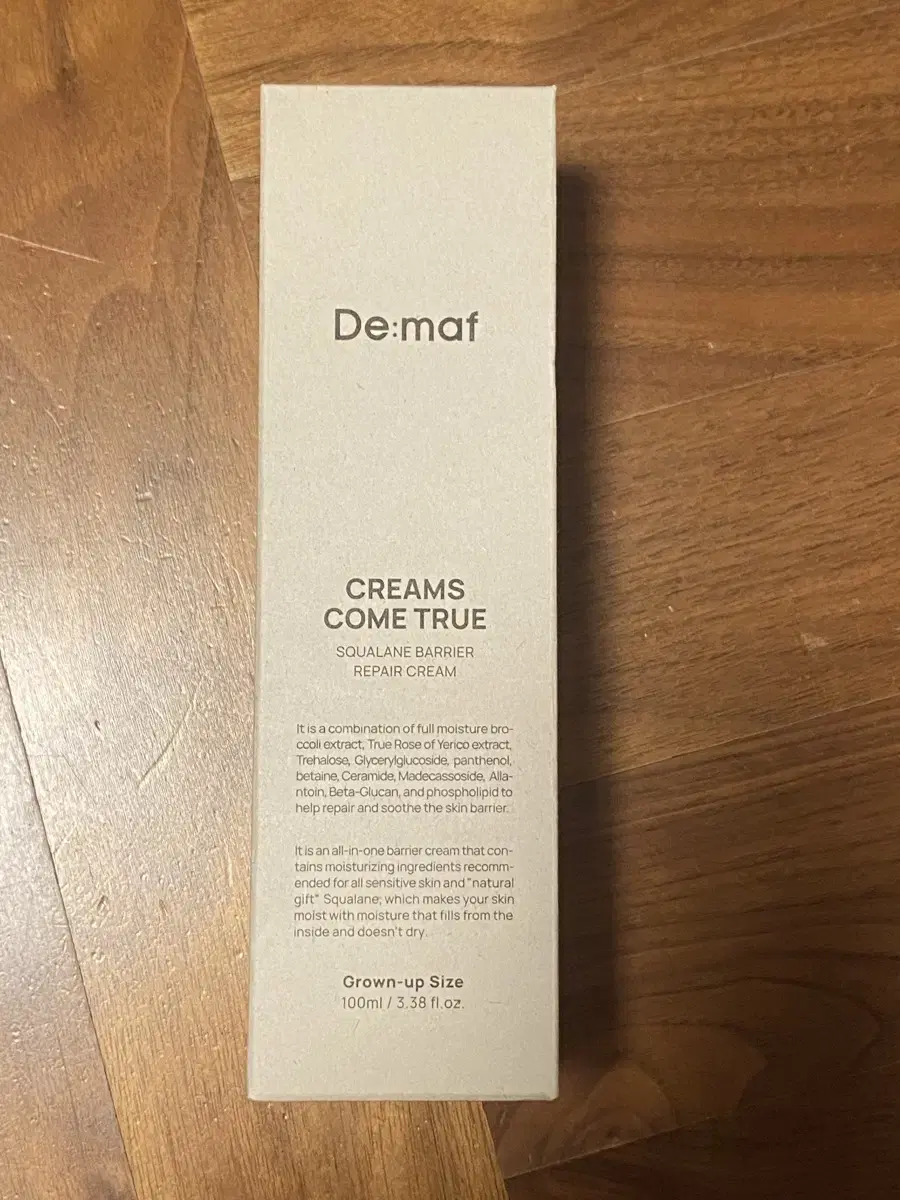 De:maf
CREAMS
COME TRUE
SQUALANE BARRIER
REPAIR CREAM
It is a combination of full moisture bro-
ccoli extract, True Rose of Yerico extract,
Trehalose, Glycerylglucoside, panthenol,
betaine, Ceramide, Madecassoside, Alla-
ntoin, Beta-Glucan, and phospholipid to
help repair and soothe the skin barrier.
It is an all-in-one barrier cream that con-
tains moisturizing ingredients recomm-
ended for all sensitive skin and "natural
gift" Squalane, which makes your skin
moist with moisture that fills from the
inside and doesn't dry.
Grown-up Size
100ml / 3.38 fl.oz.